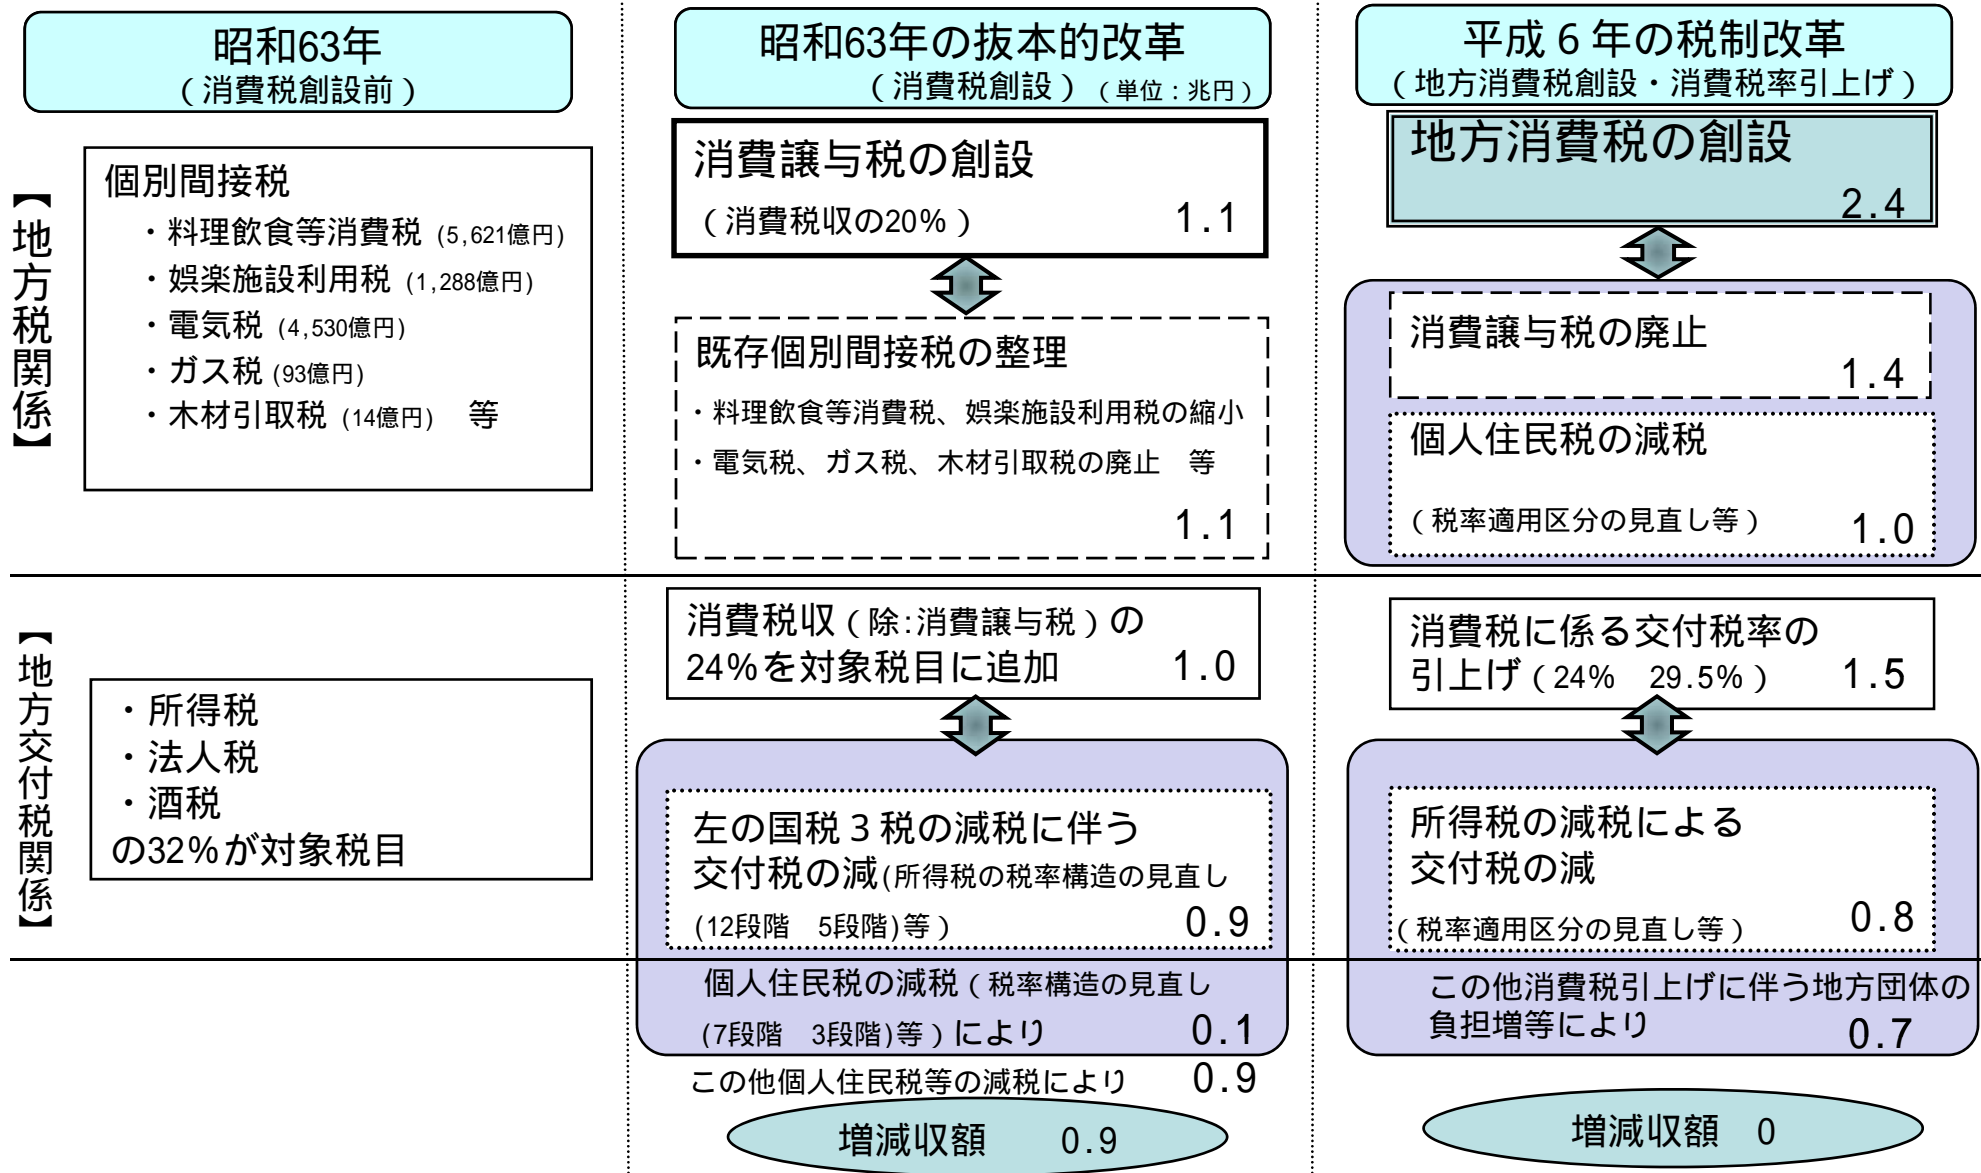 昭和63年
(消費税創設前)
昭和63年の抜本的改革
(消費税創設) (単位:兆円)
平成6年の税制改革
(地方消費税創設・消費税率引上げ)
【地方税関係】
個別間接税
・料理飲食等消費税 (5,621億円)
・娯楽施設利用税 (1,288億円)
・電気税 (4,530億円)
・ガス税 (93億円)
・木材引取税 (14億円) 等
消費譲与税の創設
(消費税収の20%) 1.1
既存個別間接税の整理
・料理飲食等消費税、娯楽施設利用税の縮小
・電気税、ガス税、木材引取税の廃止 等
1.1
地方消費税の創設
2.4
消費譲与税の廃止
1.4
個人住民税の減税
(税率適用区分の見直し等) 1.0
【地方交付税関係】
・所得税
・法人税
・酒税
の32%が対象税目
消費税収(除:消費譲与税)の
24%を対象税目に追加 1.0
左の国税3税の減税に伴う
交付税の減(所得税の税率構造の見直し
(12段階 5段階)等) 0.9
個人住民税の減税(税率構造の見直し
(7段階 3段階)等)により 0.1
この他個人住民税等の減税により 0.9
増減収額 0.9
消費税に係る交付税率の
引上げ(24% 29.5%) 1.5
所得税の減税による
交付税の減
(税率適用区分の見直し等) 0.8
この他消費税引上げに伴う地方団体の
負担増等により 0.7
増減収額 0